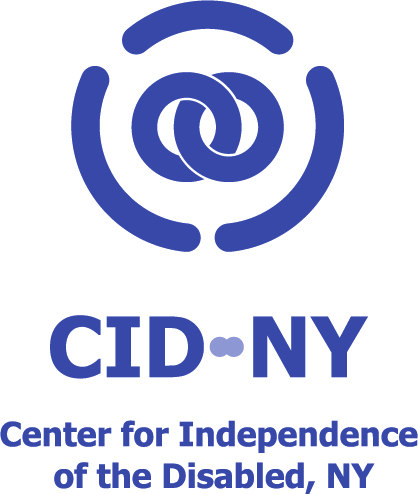 CID-NY
Center for Independence
of the Disabled, NY